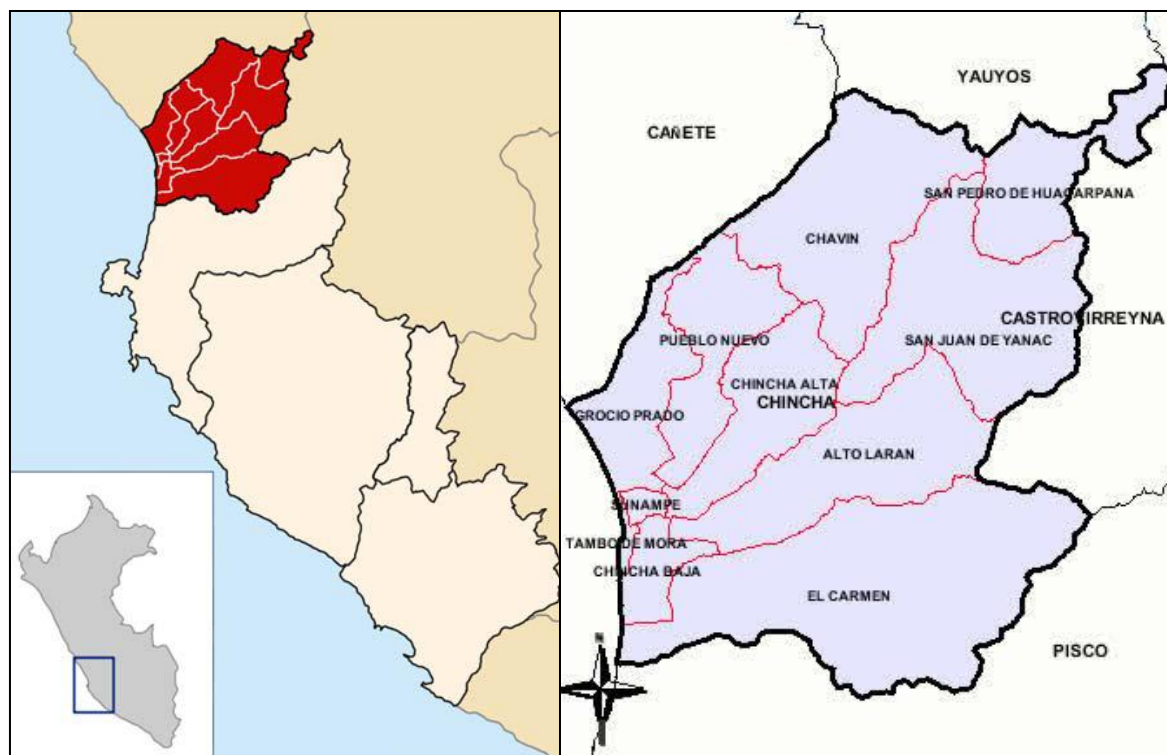 YAUYOS
CAÑETE
SAN PEDRO DE HUACARPANA
CHAVIN
CASTROVIRREYNA
PUEBLO NUEVO
SAN JUAN DE YANAC
CHINCHA ALTA
CHINCHA
GROCIO PRADO
ALTO LARAN
SUNAMPE
TAMBO DE MORA
CHINCHA BAJA
EL CARMEN
N
PISCO